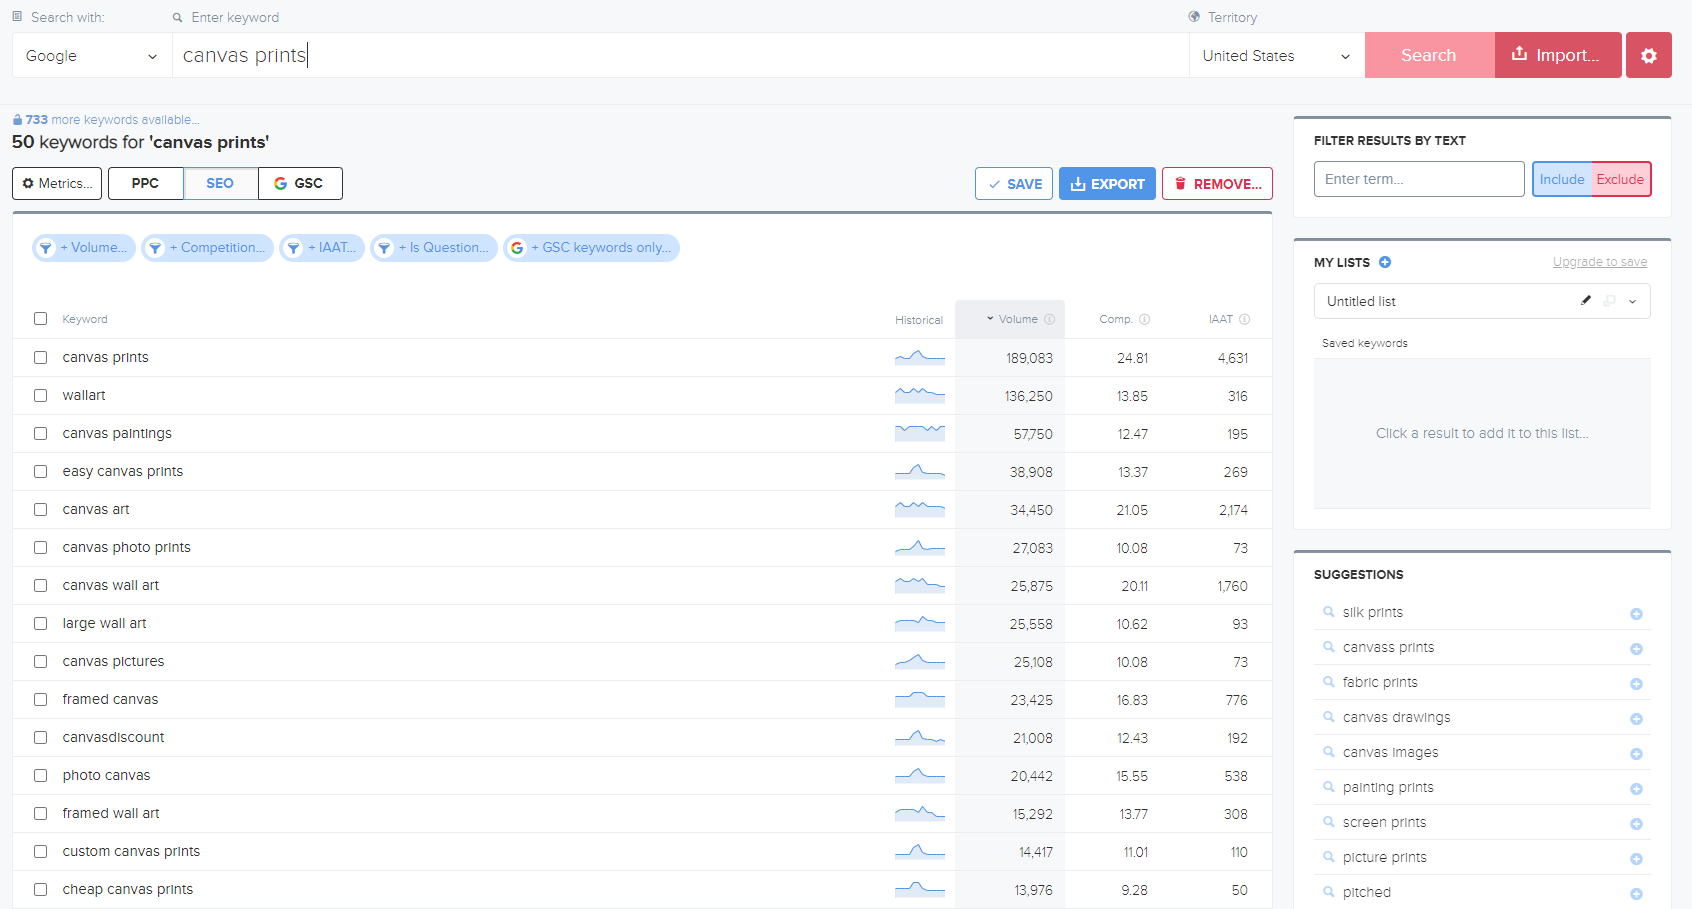 Search with:
Enter keyword
Territory
Google
canvas prints
United States
Search
Import...
733 more keywords available...
50 keywords for 'canvas prints'
Metrics...
PPC
SEO
GSC
SAVE
EXPORT
REMOVE...
+ Volume...
+ Competition...
+ IAAT...
+ Is Question...
+ GSC keywords only...
Keyword Historical Volume Comp. IAAT
canvas prints 189,083 24.81 4,631
wallart 136,250 13.85 316
canvas paintings 57,750 12.47 195
easy canvas prints 38,908 13.37 269
canvas art 34,450 21.05 2,174
canvas photo prints 27,083 10.08 73
canvas wall art 25,875 20.11 1,760
large wall art 25,558 10.62 93
canvas pictures 25,108 10.08 73
framed canvas 23,425 16.83 776
canvasdiscount 21,008 12.43 192
photo canvas 20,442 15.55 538
framed wall art 15,292 13.77 308
custom canvas prints 14,417 11.01 110
cheap canvas prints 13,976 9.28 50
FILTER RESULTS BY TEXT
Enter term...
Include
Exclude
MY LISTS
Upgrade to save
Untitled list
Saved keywords
Click a result to add it to this list...
SUGGESTIONS
silk prints
canvass prints
fabric prints
canvas drawings
canvas images
painting prints
screen prints
picture prints
pitched